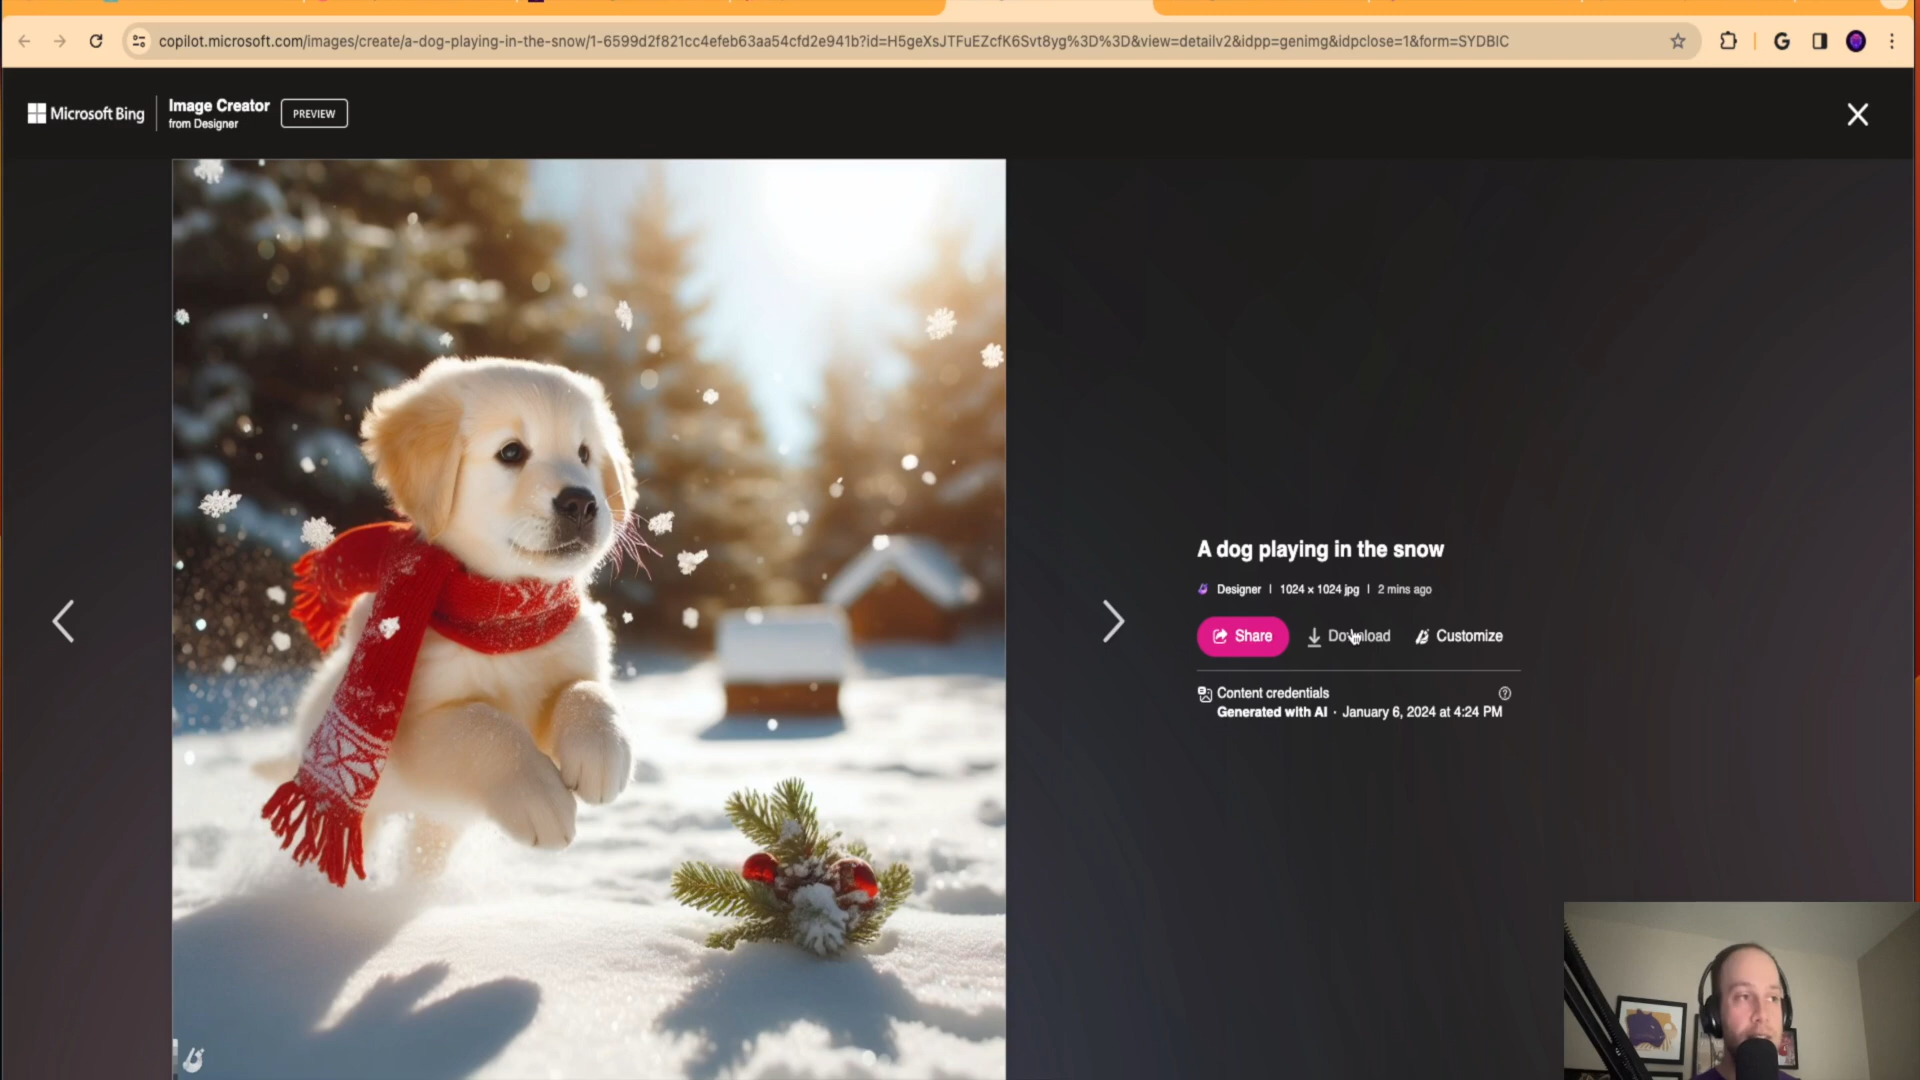 copilot.microsoft.com/images/create/a-dog-playing-in-the-snow/1-6599d2f821cc4efeb63aa54cfd2e941b?id=H5geXsJTFuEZcfK6Svt8yg%3D%3D&view=detailv2&idpp=genimg&idpclose=1&form=SYDBIC
Microsoft Bing
Image Creator
from Designer
PREVIEW
A dog playing in the snow
Designer | 1024 × 1024 jpg | 2 mins ago
Share
Download
Customize
Content credentials
Generated with AI · January 6, 2024 at 4:24 PM